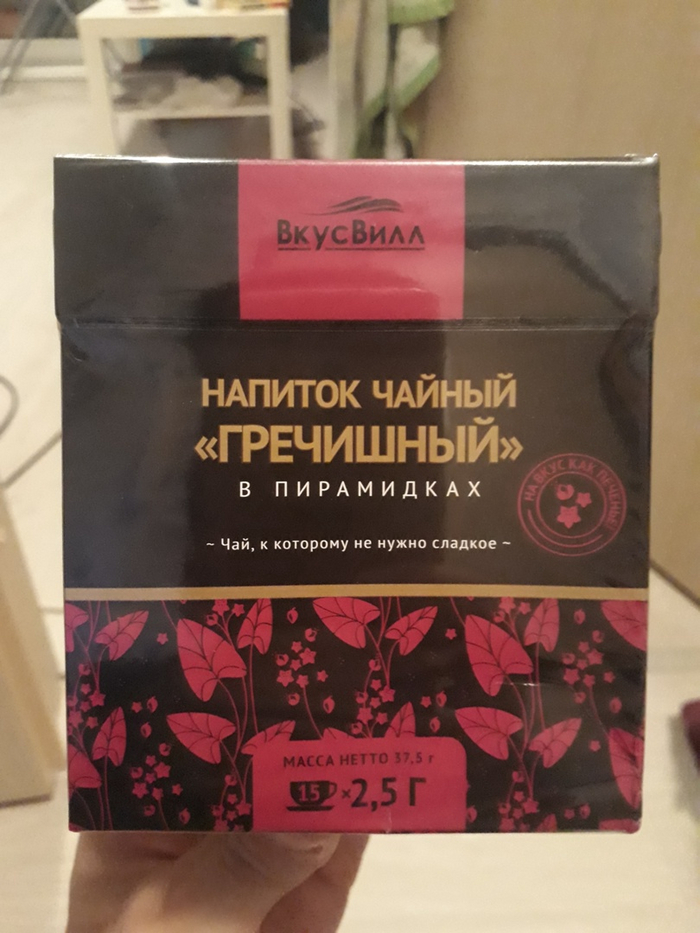 ВкусВилл
НАПИТОК ЧАЙНЫЙ
«ГРЕЧИШНЫЙ»
В ПИРАМИДКАХ
НА ВКУС КАК ПЕЧЕНЬЕ
~ Чай, к которому не нужно сладкое ~
МАССА НЕТТО 37,5 г
15 × 2,5 Г